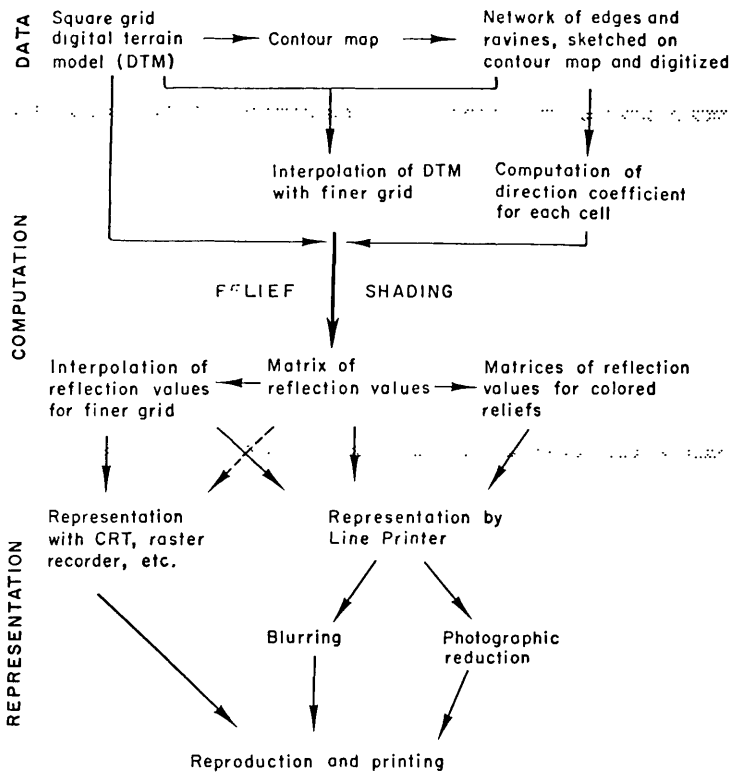 DATA
Square grid
digital terrain
model (DTM)
Contour map
Network of edges and
ravines, sketched on
contour map and digitized
COMPUTATION
Interpolation of DTM
with finer grid
Computation of
direction coefficient
for each cell
RELIEF SHADING
Interpolation of
reflection values
for finer grid
Matrix of
reflection values
Matrices of reflection
values for colored
reliefs
REPRESENTATION
Representation
with CRT, raster
recorder, etc.
Representation by
Line Printer
Blurring
Photographic
reduction
Reproduction and printing